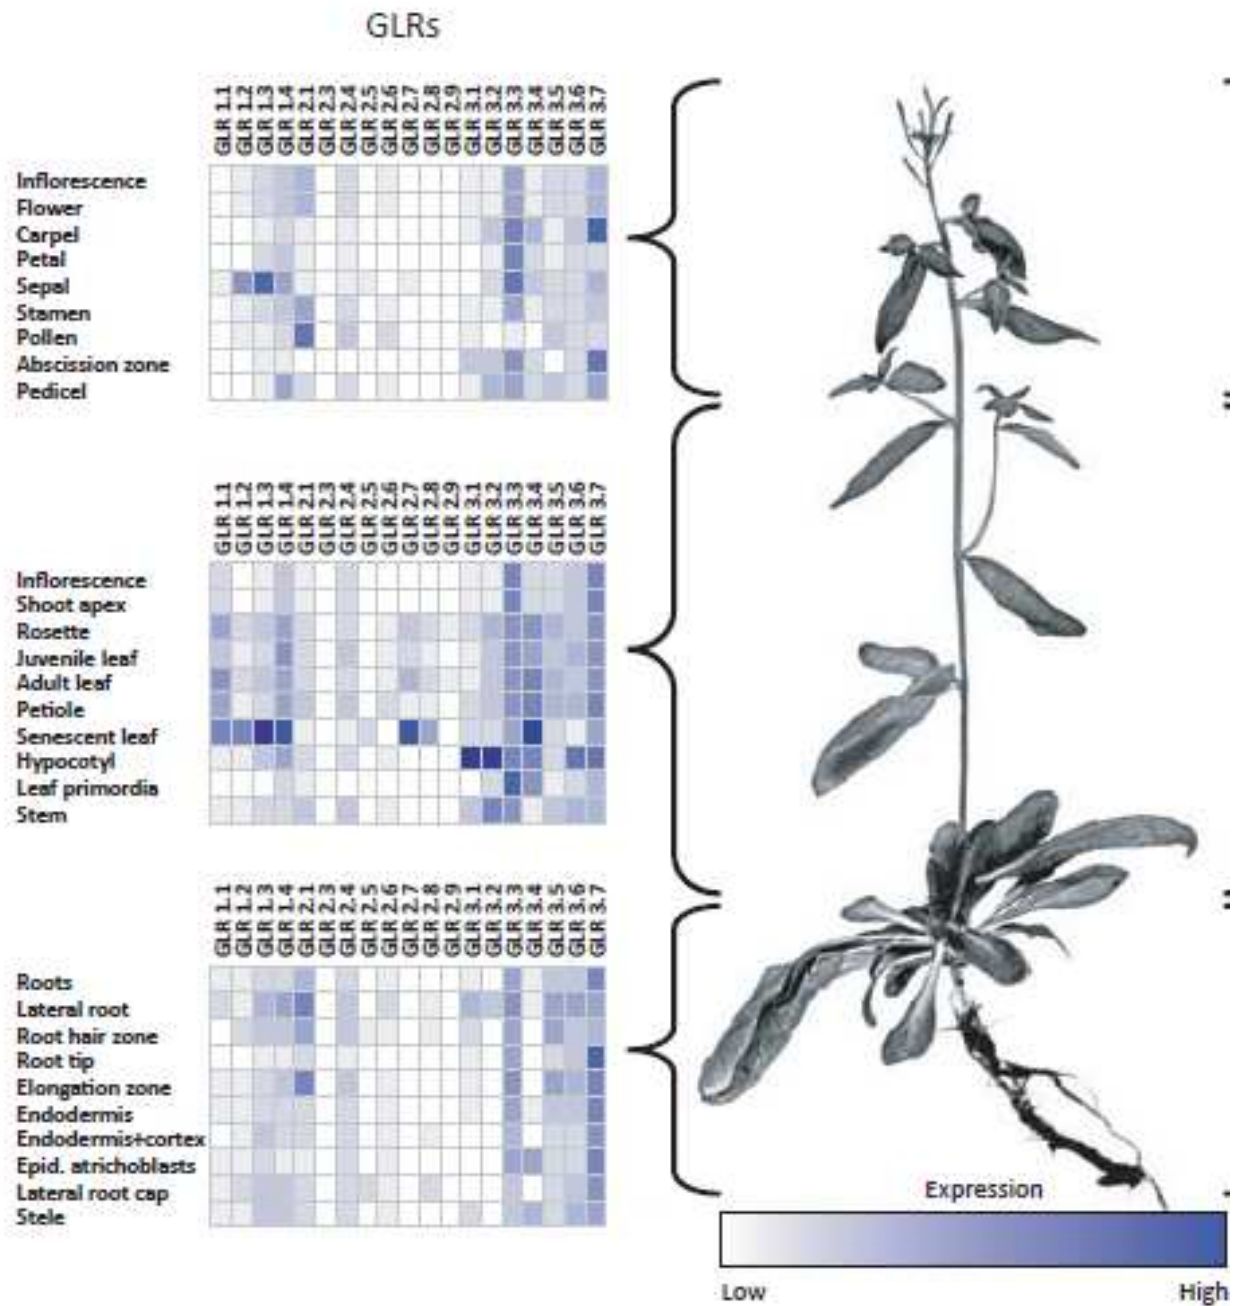 GLRs
GLR 1.1 GLR 1.2 GLR 1.3 GLR 1.4 GLR 2.1 GLR 2.3 GLR 2.4 GLR 2.5 GLR 2.6 GLR 2.7 GLR 2.8 GLR 2.9 GLR 3.1 GLR 3.2 GLR 3.3 GLR 3.4 GLR 3.5 GLR 3.6 GLR 3.7
Inflorescence
Flower
Carpel
Petal
Sepal
Stamen
Pollen
Abscission zone
Pedicel
GLR 1.1 GLR 1.2 GLR 1.3 GLR 1.4 GLR 2.1 GLR 2.3 GLR 2.4 GLR 2.5 GLR 2.6 GLR 2.7 GLR 2.8 GLR 2.9 GLR 3.1 GLR 3.2 GLR 3.3 GLR 3.4 GLR 3.5 GLR 3.6 GLR 3.7
Inflorescence
Shoot apex
Rosette
Juvenile leaf
Adult leaf
Petiole
Senescent leaf
Hypocotyl
Leaf primordia
Stem
GLR 1.1 GLR 1.2 GLR 1.3 GLR 1.4 GLR 2.1 GLR 2.3 GLR 2.4 GLR 2.5 GLR 2.6 GLR 2.7 GLR 2.8 GLR 2.9 GLR 3.1 GLR 3.2 GLR 3.3 GLR 3.4 GLR 3.5 GLR 3.6 GLR 3.7
Roots
Lateral root
Root hair zone
Root tip
Elongation zone
Endodermis
Endodermis+cortex
Epid. atrichoblasts
Lateral root cap
Stele
Expression
Low High